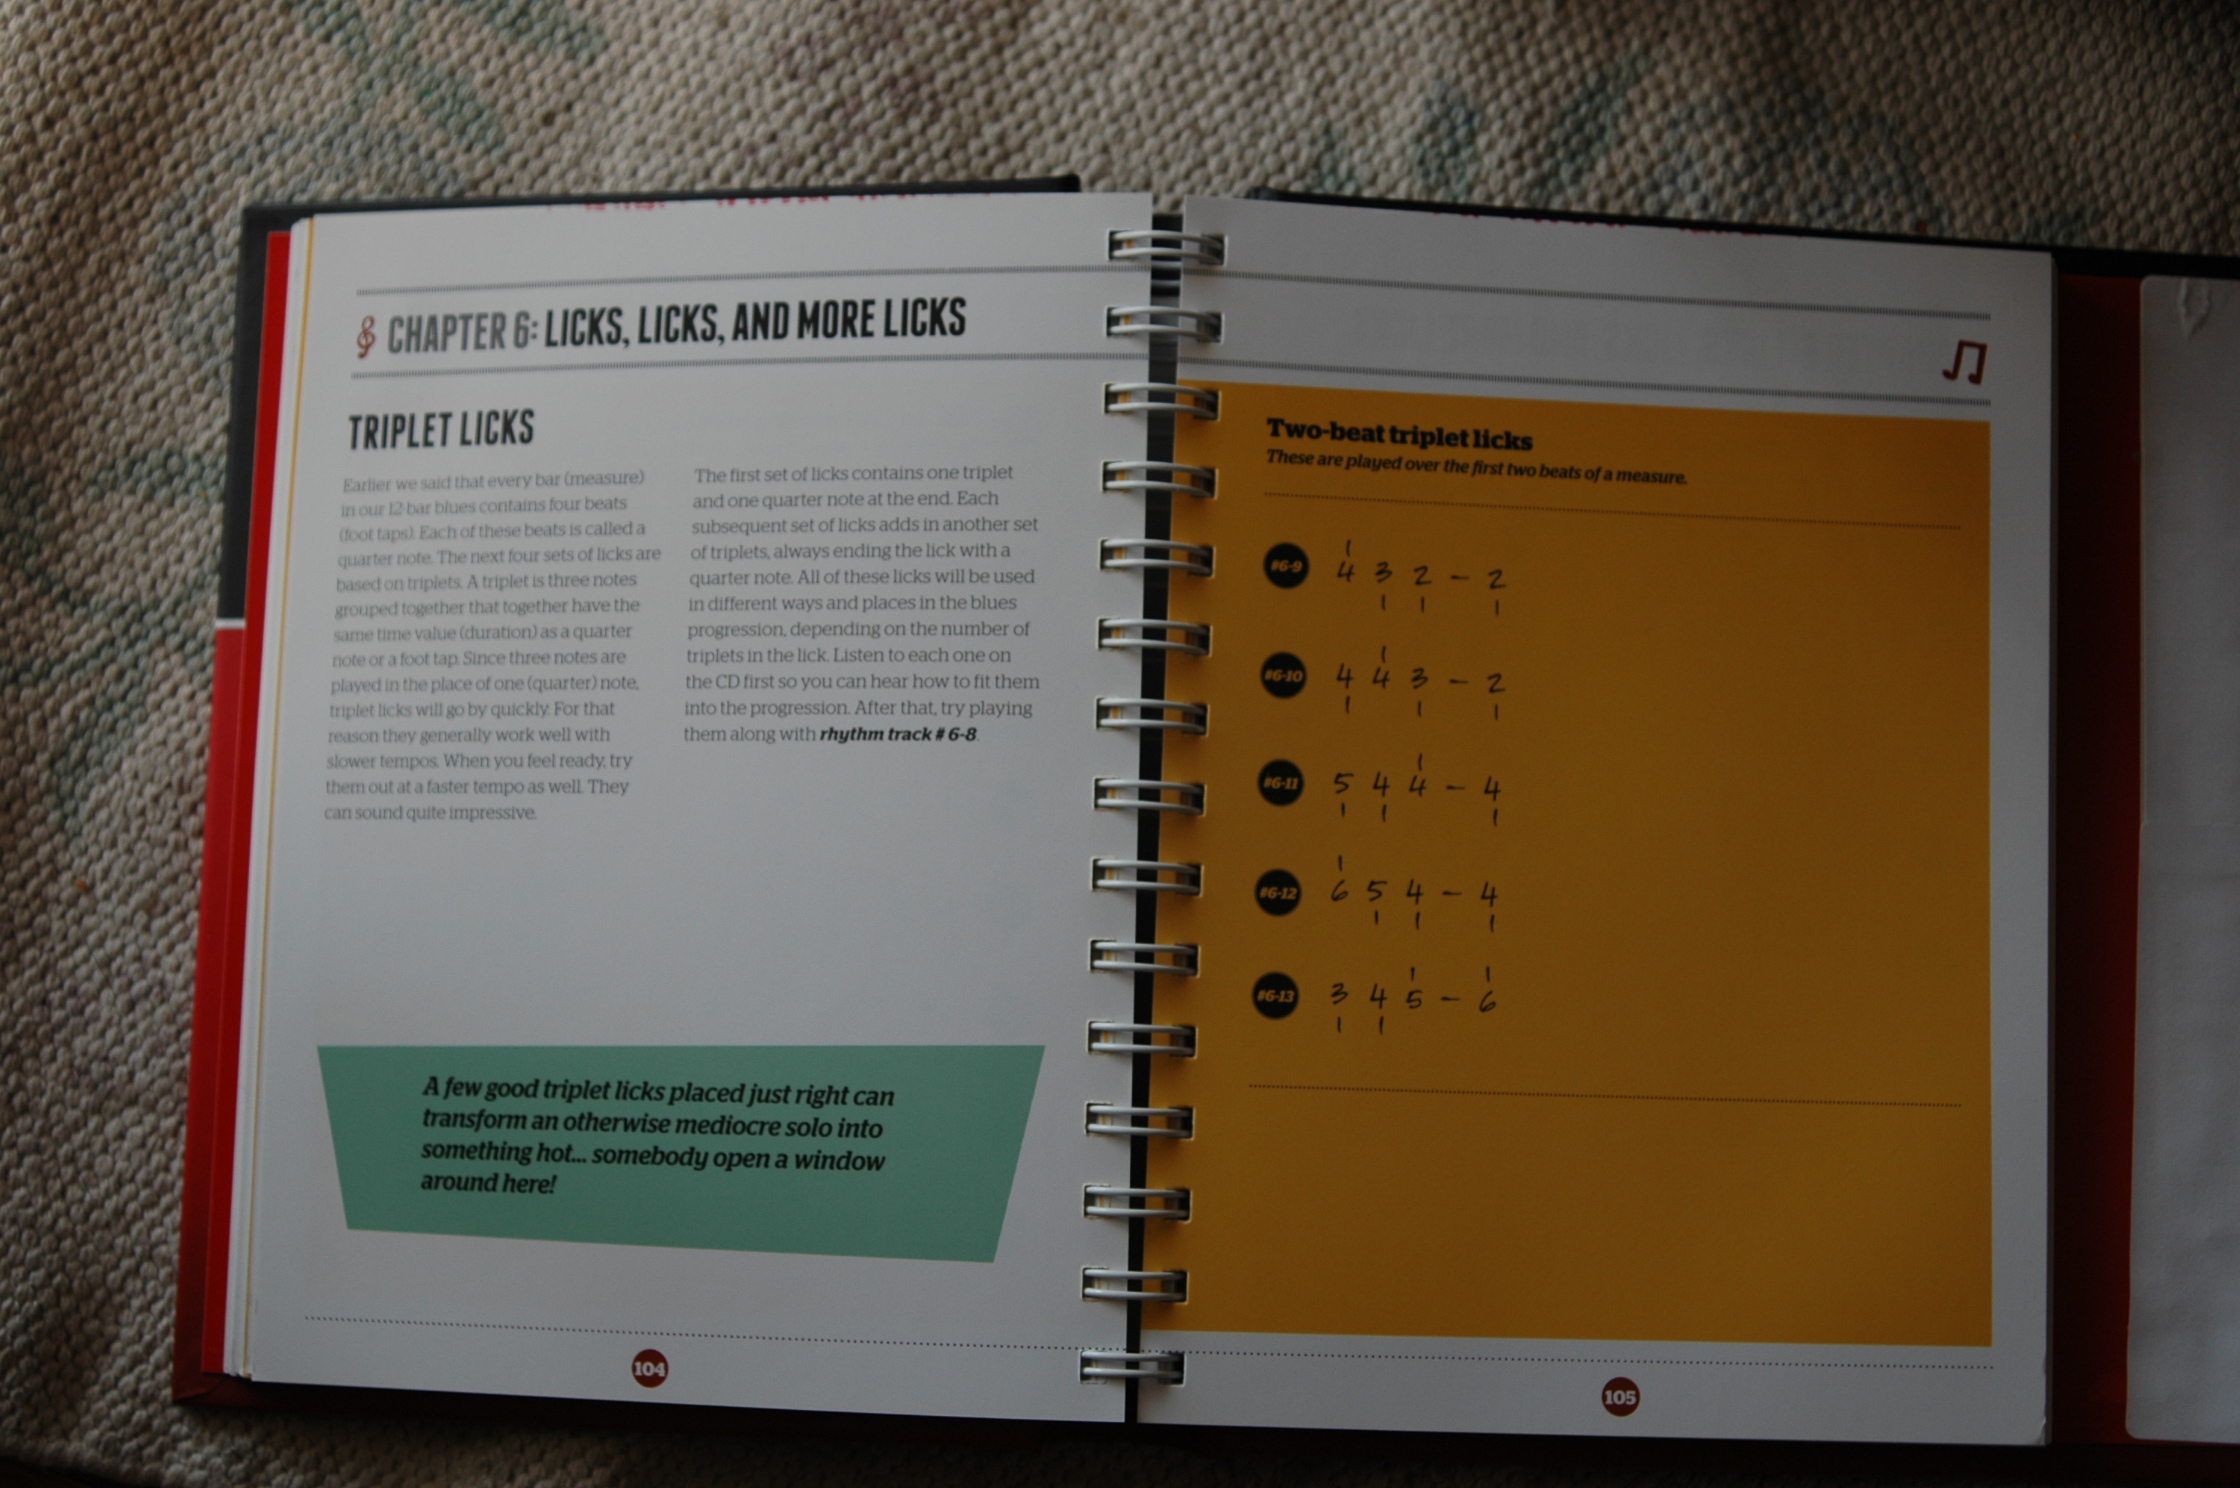 CHAPTER 6: LICKS, LICKS, AND MORE LICKS
TRIPLET LICKS
Earlier we said that every bar (measure)
in our 12 bar blues contains four beats
(foot taps). Each of these beats is called a
quarter note. The next four sets of licks are
based on triplets. A triplet is three notes
grouped together that together have the
same time value (duration) as a quarter
note or a foot tap. Since three notes are
played in the place of one (quarter) note,
triplet licks will go by quickly. For that
reason they generally work well with
slower tempos. When you feel ready, try
them out at a faster tempo as well. They
can sound quite impressive.
The first set of licks contains one triplet
and one quarter note at the end. Each
subsequent set of licks adds in another set
of triplets, always ending the lick with a
quarter note. All of these licks will be used
in different ways and places in the blues
progression, depending on the number of
triplets in the lick. Listen to each one on
the CD first so you can hear how to fit them
into the progression. After that, try playing
them along with rhythm track # 6-8.
A few good triplet licks placed just right can
transform an otherwise mediocre solo into
something hot... somebody open a window
around here!
104
Two-beat triplet licks
These are played over the first two beats of a measure.
#6-9 4 3 2 – 2
#6-10 4 4 3 – 2
#6-11 5 4 4 – 4
#6-12 6 5 4 – 4
#6-13 3 4 5 – 6
105